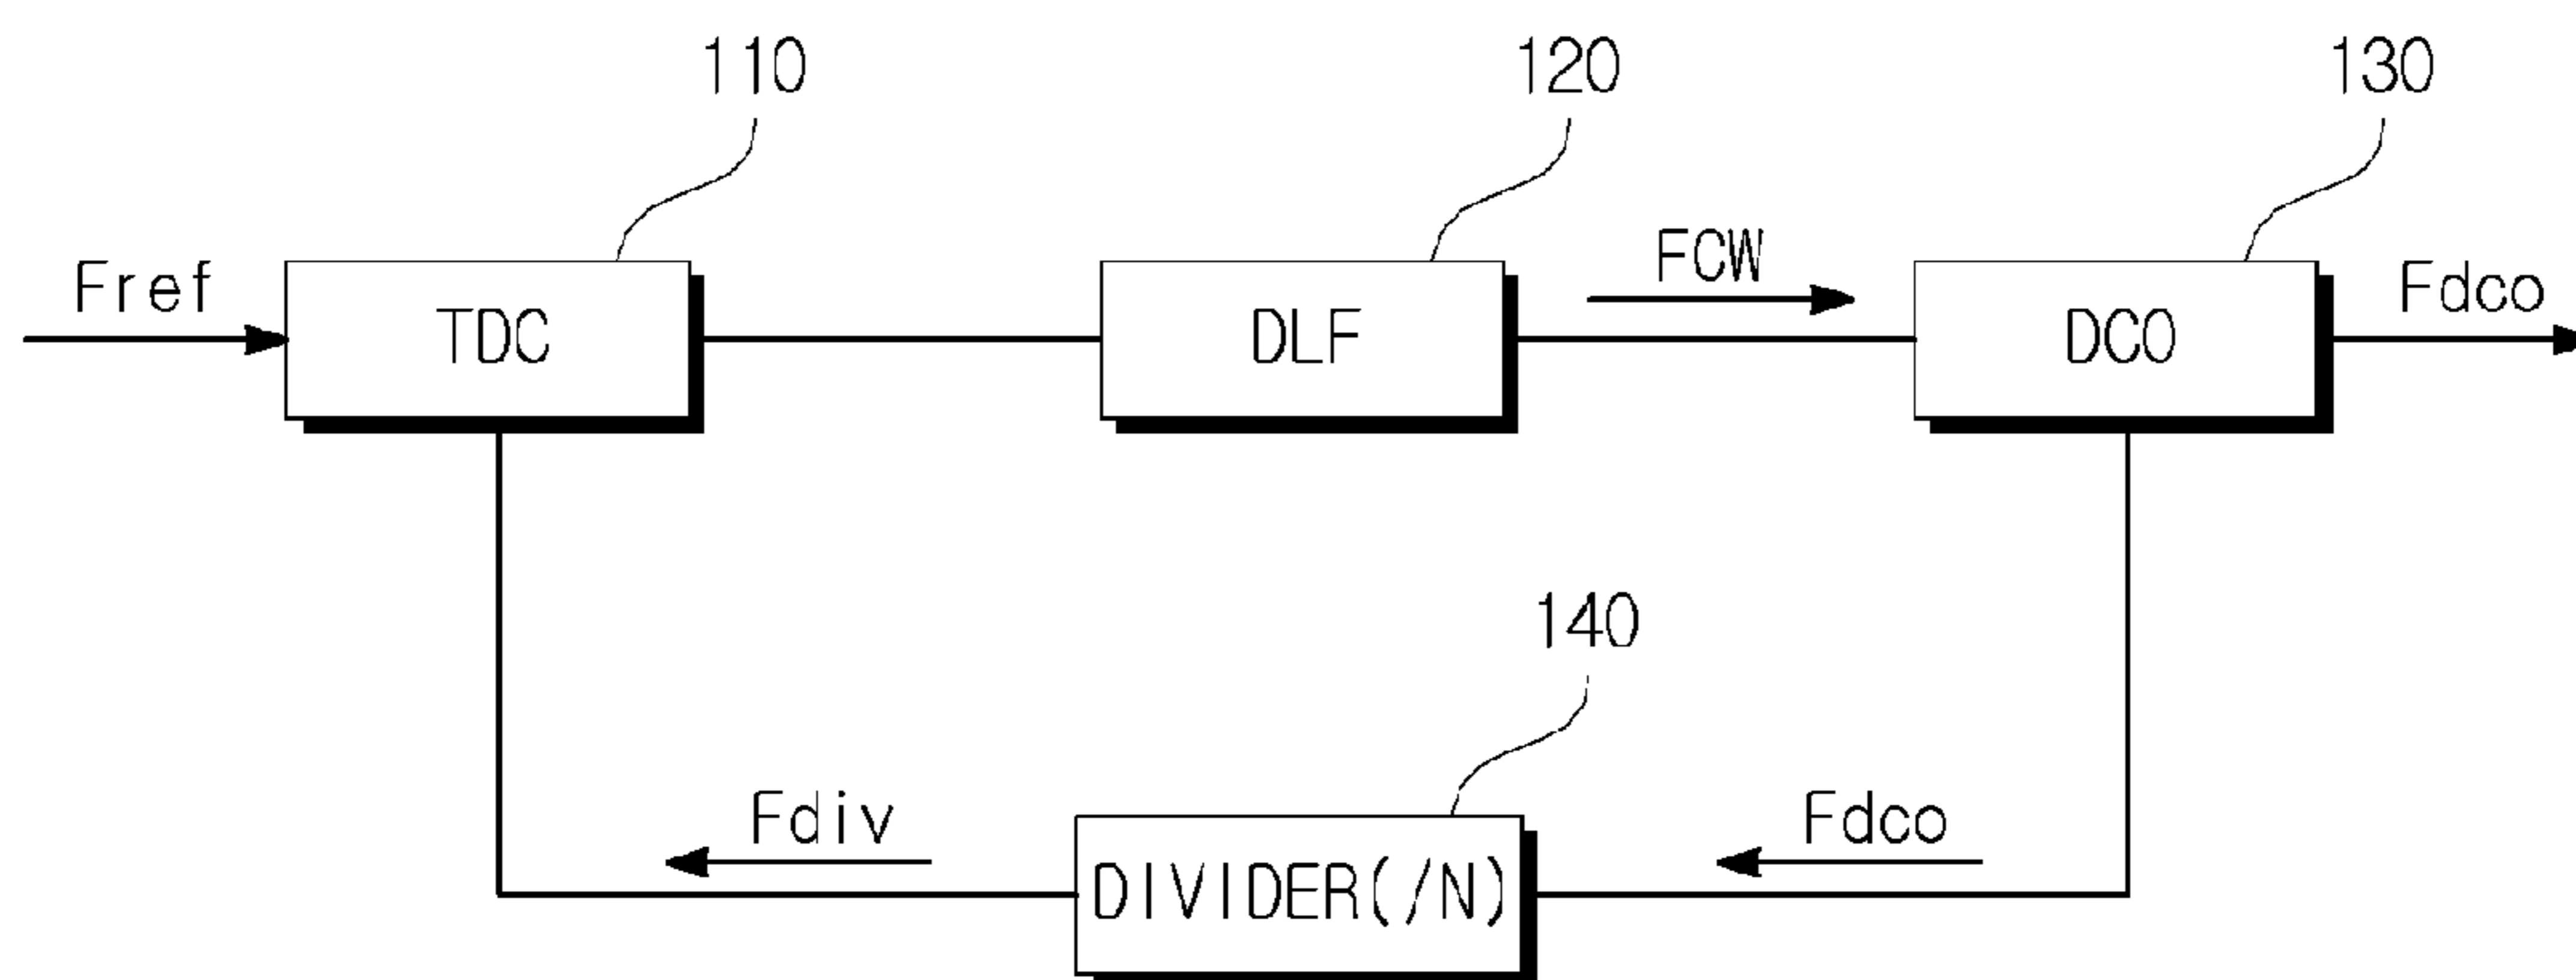 110
120
130
Fref
TDC
DLF
FCW
DCO
Fdco
140
Fdiv
DIVIDER(/N)
Fdco